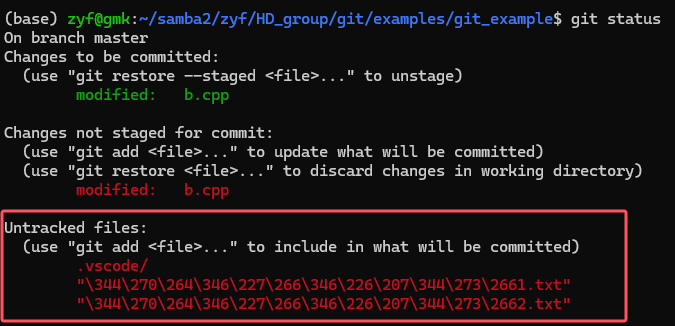 (base) zyf@gmk:~/samba2/zyf/HD_group/git/examples/git_example$ git status
On branch master
Changes to be committed:
  (use "git restore --staged <file>..." to unstage)
        modified:   b.cpp

Changes not staged for commit:
  (use "git add <file>..." to update what will be committed)
  (use "git restore <file>..." to discard changes in working directory)
        modified:   b.cpp

Untracked files:
  (use "git add <file>..." to include in what will be committed)
        .vscode/
        "\344\270\264\346\227\266\346\226\207\344\273\2661.txt"
        "\344\270\264\346\227\266\346\226\207\344\273\2662.txt"